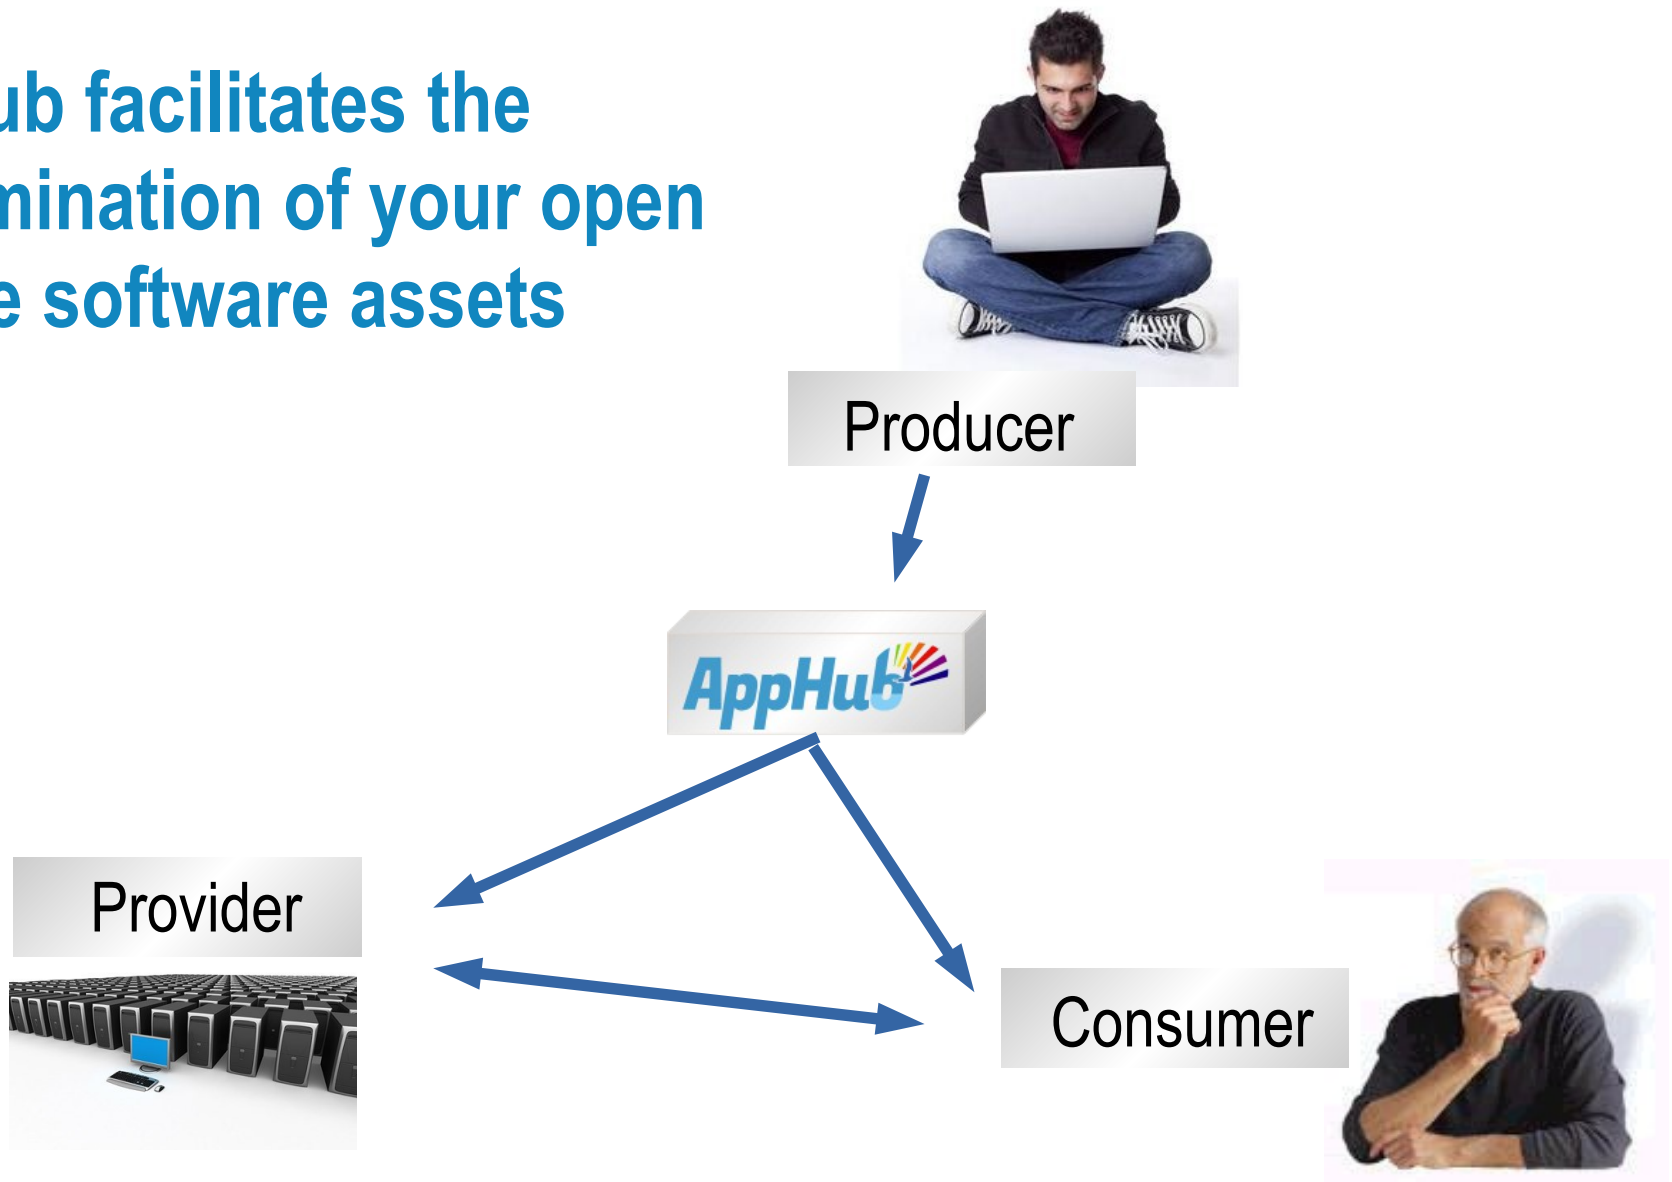 ub facilitates the
mination of your open
e software assets
Producer
AppHub
Provider
Consumer